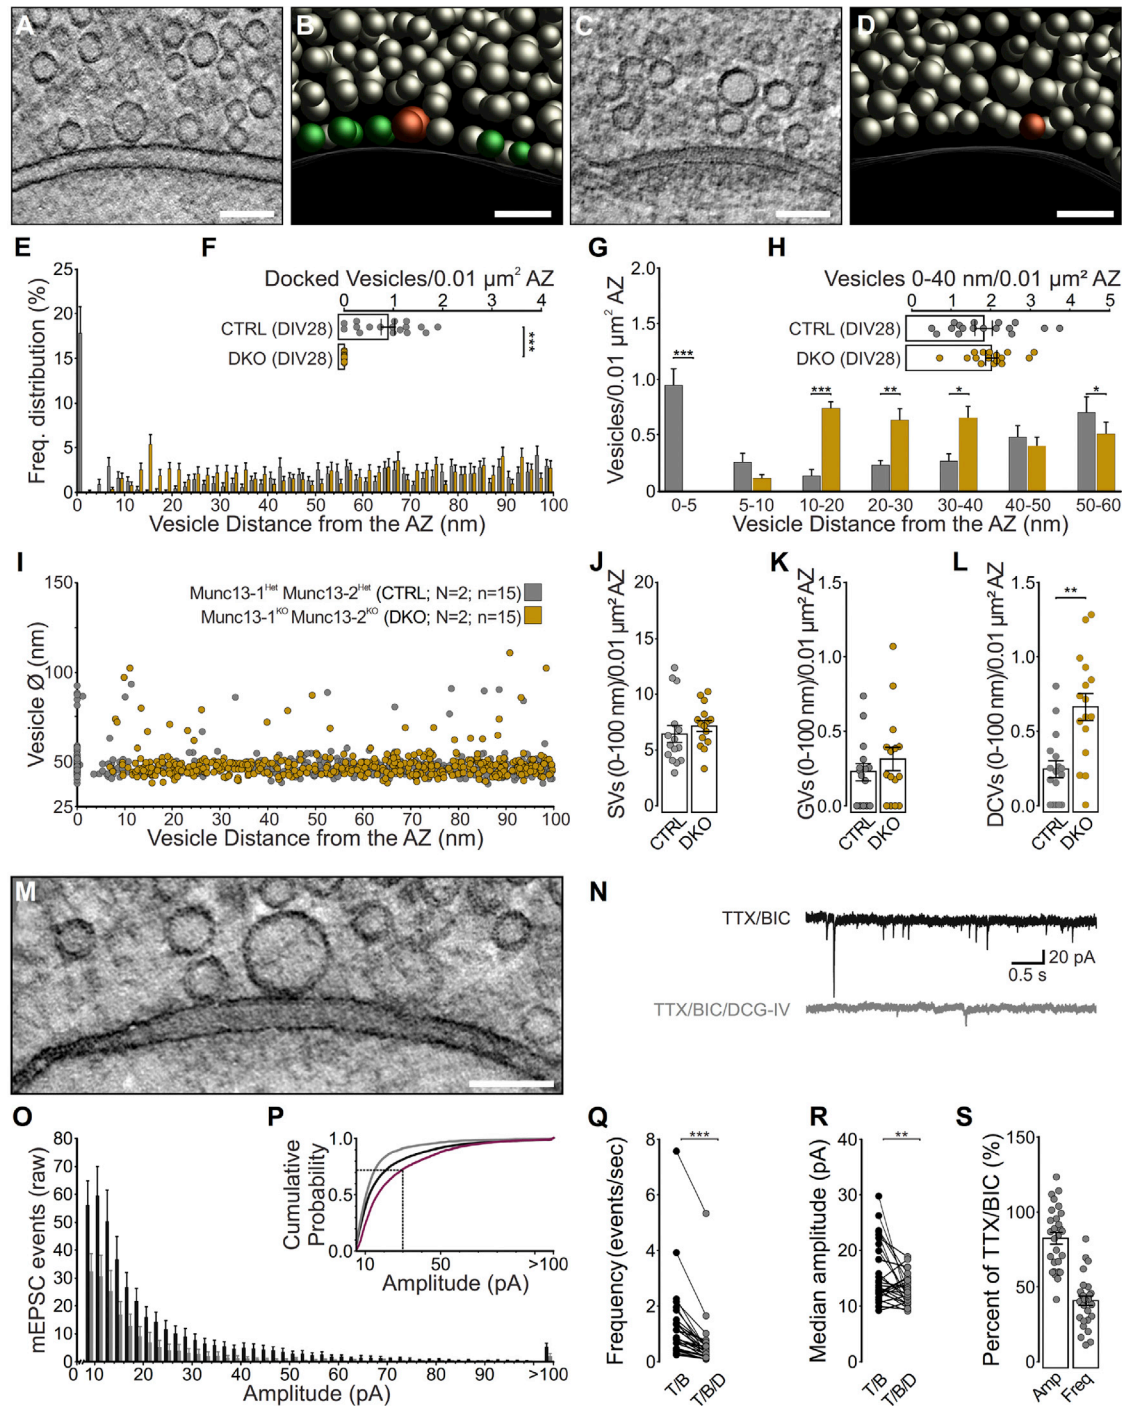 A
B
C
D
E
F
G
H
Docked Vesicles/0.01 µm² AZ
0 1 2 3 4
CTRL (DIV28)
DKO (DIV28)
***
Freq. distribution (%)
25
20
15
10
5
0
0 10 20 30 40 50 60 70 80 90 100
Vesicle Distance from the AZ (nm)
Vesicles 0-40 nm/0.01 µm² AZ
0 1 2 3 4 5
CTRL (DIV28)
DKO (DIV28)
Vesicles/0.01 µm² AZ
2.0
1.5
1.0
0.5
0
*** *** ** * *
0-5 5-10 10-20 20-30 30-40 40-50 50-60
Vesicle Distance from the AZ (nm)
I
Munc13-1Het Munc13-2Het (CTRL; N=2; n=15)
Munc13-1KO Munc13-2KO (DKO; N=2; n=15)
Vesicle Ø (nm)
150
100
50
25
0 10 20 30 40 50 60 70 80 90 100
Vesicle Distance from the AZ (nm)
J
SVs (0-100 nm)/0.01 µm² AZ
20
15
10
5
0
CTRL
DKO
K
GVs (0-100 nm)/0.01 µm² AZ
1.5
1.0
0.5
0.0
CTRL
DKO
L
DCVs (0-100 nm)/0.01 µm² AZ
1.5
1.0
0.5
0.0
**
CTRL
DKO
M
N
TTX/BIC
20 pA
0.5 s
TTX/BIC/DCG-IV
O
mEPSC events (raw)
80
70
60
50
40
30
20
10
0
10 20 30 40 50 60 70 80 90 >100
Amplitude (pA)
P
Cumulative
Probability
1.0
0.5
0.0
10 50 >100
Amplitude (pA)
Q
Frequency (events/sec)
8
6
4
2
0
***
T/B
T/B/D
R
Median amplitude (pA)
40
30
20
10
0
**
T/B
T/B/D
S
Percent of TTX/BIC (%)
150
100
50
0
Amp
Freq